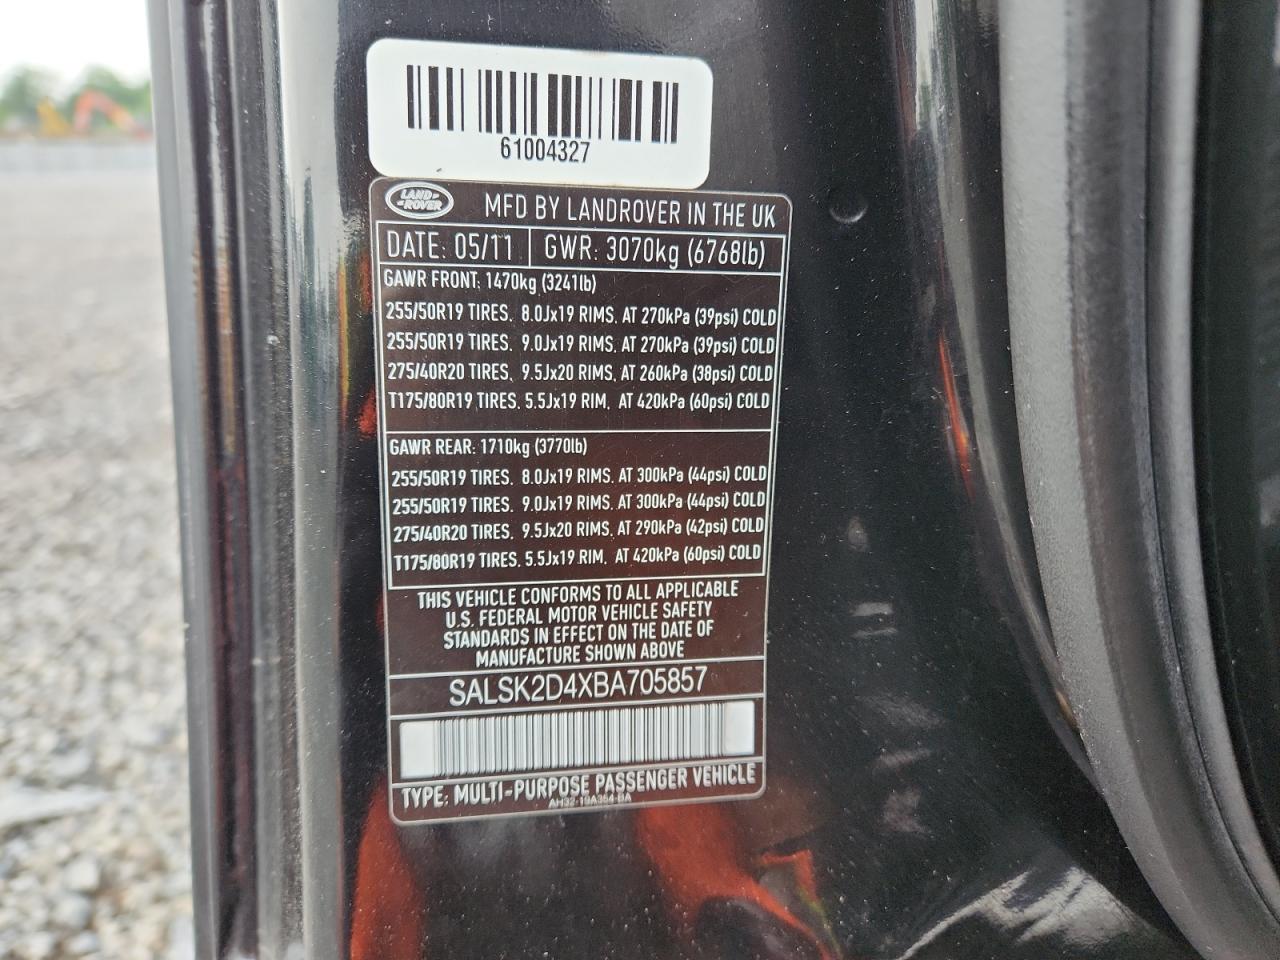 61004327
LAND-
-ROVER
MFD BY LANDROVER IN THE UK
DATE: 05/11 GWR: 3070kg (6768lb)
GAWR FRONT: 1470kg (3241lb)
255/50R19 TIRES, 8.0Jx19 RIMS, AT 270kPa (39psi) COLD
255/50R19 TIRES, 9.0Jx19 RIMS, AT 270kPa (39psi) COLD
275/40R20 TIRES, 9.5Jx20 RIMS, AT 260kPa (38psi) COLD
T175/80R19 TIRES, 5.5Jx19 RIM, AT 420kPa (60psi) COLD
GAWR REAR: 1710kg (3770lb)
255/50R19 TIRES, 8.0Jx19 RIMS, AT 300kPa (44psi) COLD
255/50R19 TIRES, 9.0Jx19 RIMS, AT 300kPa (44psi) COLD
275/40R20 TIRES, 9.5Jx20 RIMS, AT 290kPa (42psi) COLD
T175/80R19 TIRES, 5.5Jx19 RIM, AT 420kPa (60psi) COLD
THIS VEHICLE CONFORMS TO ALL APPLICABLE
U.S. FEDERAL MOTOR VEHICLE SAFETY
STANDARDS IN EFFECT ON THE DATE OF
MANUFACTURE SHOWN ABOVE
SALSK2D4XBA705857
TYPE: MULTI-PURPOSE PASSENGER VEHICLE
AH32-19A354-BA